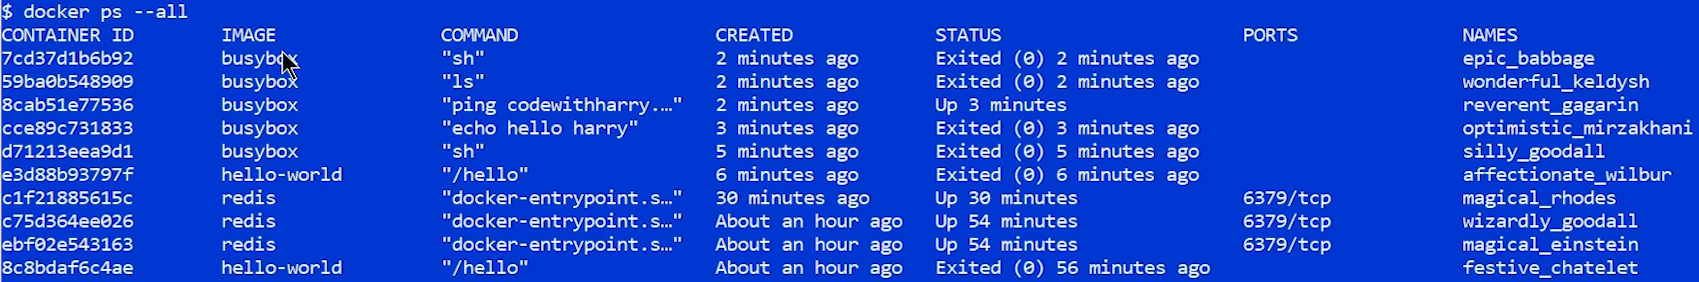 $ docker ps --all
CONTAINER ID IMAGE COMMAND CREATED STATUS PORTS NAMES
7cd37d1b6b92 busybox "sh" 2 minutes ago Exited (0) 2 minutes ago epic_babbage
59ba0b548909 busybox "ls" 2 minutes ago Exited (0) 2 minutes ago wonderful_keldysh
8cab51e77536 busybox "ping codewithharry.…" 2 minutes ago Up 3 minutes reverent_gagarin
cce89c731833 busybox "echo hello harry" 3 minutes ago Exited (0) 3 minutes ago optimistic_mirzakhani
d71213eea9d1 busybox "sh" 5 minutes ago Exited (0) 5 minutes ago silly_goodall
e3d88b93797f hello-world "/hello" 6 minutes ago Exited (0) 6 minutes ago affectionate_wilbur
c1f21885615c redis "docker-entrypoint.s…" 30 minutes ago Up 30 minutes 6379/tcp magical_rhodes
c75d364ee026 redis "docker-entrypoint.s…" About an hour ago Up 54 minutes 6379/tcp wizardly_goodall
ebf02e543163 redis "docker-entrypoint.s…" About an hour ago Up 54 minutes 6379/tcp magical_einstein
8c8bdaf6c4ae hello-world "/hello" About an hour ago Exited (0) 56 minutes ago festive_chatelet